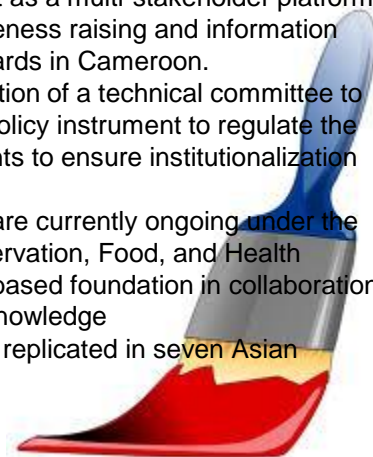 as a multi-stakeholder platform
eness raising and information
ards in Cameroon.
tion of a technical committee to
olicy instrument to regulate the
nts to ensure institutionalization
are currently ongoing under the
ervation, Food, and Health
based foundation in collaboration
nowledge
replicated in seven Asian